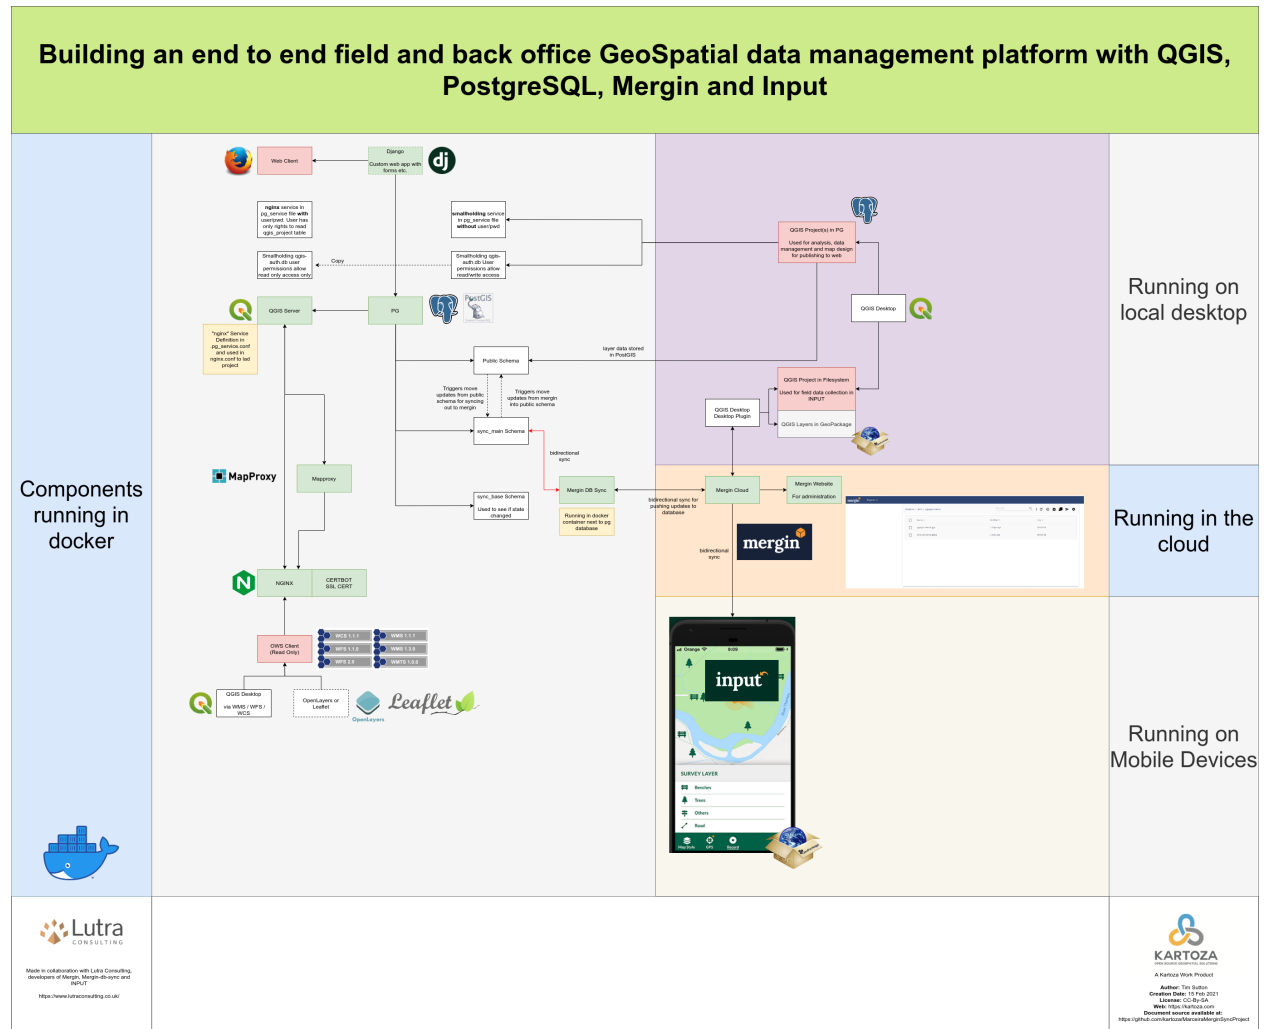 Building an end to end field and back office GeoSpatial data management platform with QGIS,
PostgreSQL, Mergin and Input
Components
running in
docker
Web Client
Django
Custom web app with
forms etc.
dj
nginx service in
pg_service file with
user/pwd. User has
only rights to read
qgis_project table
smallholding service
in pg_service file
without user/pwd
Smallholding qgis-
auth.db user
permissions allow
read only access only
Copy
Smallholding qgis-
auth.db User
permissions allow
read/write access
QGIS Server
PG
PostGIS
"nginx" Service
Definition in
.pg_service.conf
and used in
nginx.conf to lad
project
Public Schema
layer data stored
in PostGIS
Triggers move
updates from public
schema for syncing
out to mergin
Triggers move
updates from mergin
into public schema
sync_main Schema
bidirectional
sync
MapProxy
Mapproxy
sync_base Schema
Used to see if state
changed
Mergin DB Sync
Running in docker
container next to pg
database
NGINX
CERTBOT
SSL CERT
OWS Client
(Read Only)
WCS 1.1.1
WMS 1.1.1
WFS 1.1.0
WMS 1.3.0
WFS 2.0
WMTS 1.0.0
QGIS Desktop
via WMS / WFS /
WCS
OpenLayers or
Leaflet
OpenLayers
Leaflet
QGIS Project(s) in PG
Used for analysis, data
management and map design
for publishing to web
QGIS Desktop
QGIS Project in Filesystem
Used for field data collection in
INPUT
QGIS Layers in GeoPackage
QGIS Desktop
Desktop Plugin
Running on
local desktop
bidirectional sync for
pushing updates to
database
Mergin Cloud
Mergin Website
For administration
mergin
bidirectional
sync
Running in the
cloud
Orange
input
SURVEY LAYER
Benches
Trees
Others
Road
Map Data
GPS
Record
Running on
Mobile Devices
Lutra
CONSULTING
Made in collaboration with Lutra Consulting,
developers of Mergin, Mergin-db-sync and
INPUT
https://www.lutraconsulting.co.uk/
KARTOZA
OPEN SOURCE GEOSPATIAL SOLUTIONS
A Kartoza Work Product
Author: Tim Sutton
Creation Date: 15 Feb 2021
License: CC-By-SA
Web: https://kartoza.com
Document source available at:
https://github.com/kartoza/MarceiraMerginSyncProject